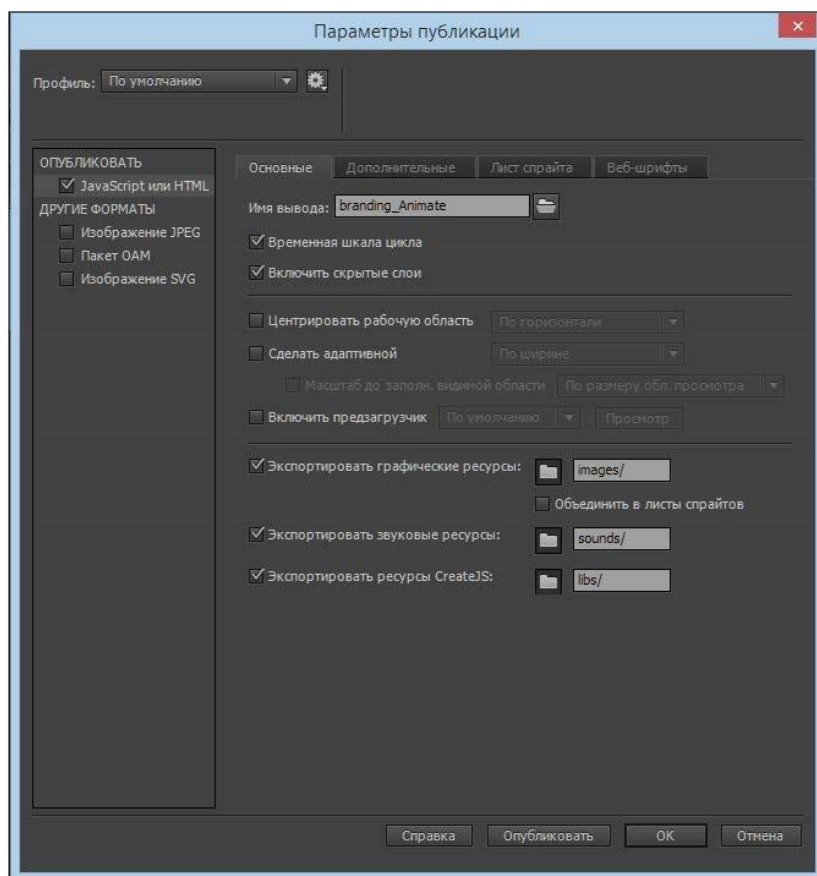 Параметры публикации
Профиль: По умолчанию
ОПУБЛИКОВАТЬ
JavaScript или HTML
ДРУГИЕ ФОРМАТЫ
Изображение JPEG
Пакет OAM
Изображение SVG
Основные Дополнительные Лист спрайта Веб-шрифты
Имя вывода: branding_Animate
Временная шкала цикла
Включить скрытые слои
Центрировать рабочую область По горизонтали
Сделать адаптивной По ширине
Масштаб до заполн. видимой области По размеру обл. просмотра
Включить предзагрузчик По умолчанию Просмотр
Экспортировать графические ресурсы: images/
Объединить в листы спрайтов
Экспортировать звуковые ресурсы: sounds/
Экспортировать ресурсы CreateJS: libs/
Справка Опубликовать ОК Отмена